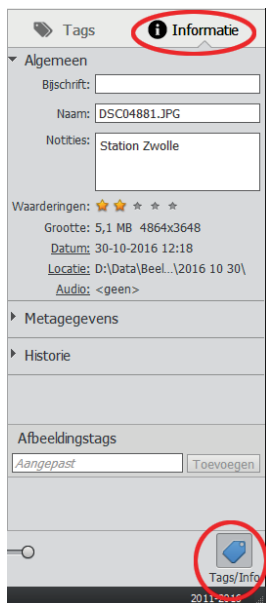 Tags Informatie
Algemeen
Bijschrift:
Naam: DSC04881.JPG
Notities: Station Zwolle
Waarderingen:
Grootte: 5,1 MB 4864x3648
Datum: 30-10-2016 12:18
Locatie: D:\Data\Beel...\2016 10 30\
Audio: <geen>
Metagegevens
Historie
Afbeeldingstags
Aangepast Toevoegen
Tags/Info